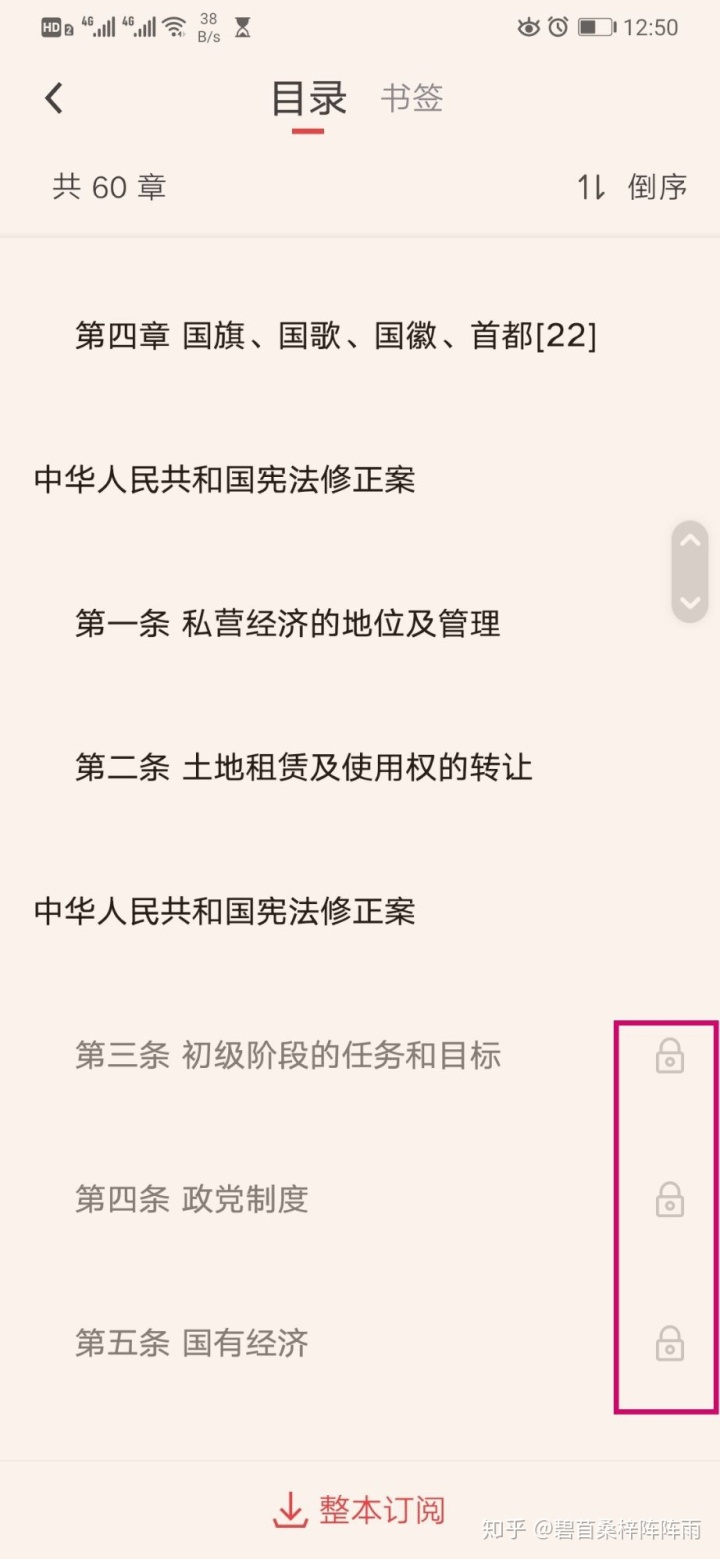 HD 2 4G 4G 38 B/s 12:50
目录 书签
共 60 章 倒序
第四章 国旗、国歌、国徽、首都[22]
中华人民共和国宪法修正案
第一条 私营经济的地位及管理
第二条 土地租赁及使用权的转让
中华人民共和国宪法修正案
第三条 初级阶段的任务和目标
第四条 政党制度
第五条 国有经济
整本订阅
知乎 @碧苜桑梓阵阵雨